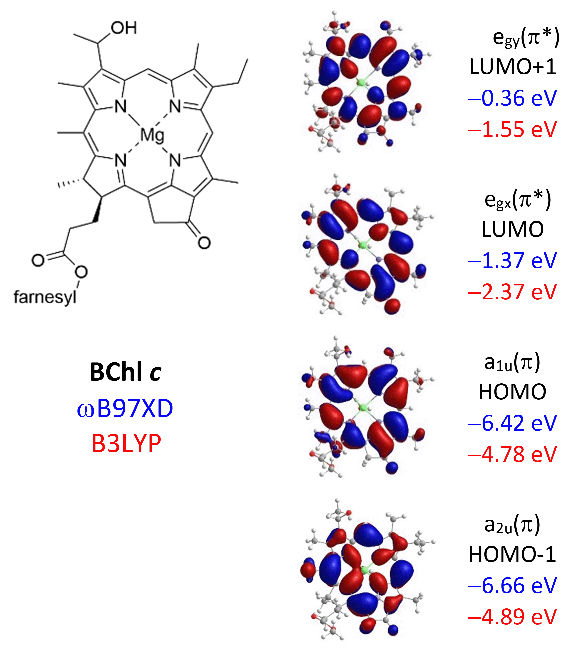 OH
N
N
Mg
N
N
O
O
O
farnesyl
BChl c
ωB97XD
B3LYP
egy(π*)
LUMO+1
−0.36 eV
−1.55 eV
egx(π*)
LUMO
−1.37 eV
−2.37 eV
a1u(π)
HOMO
−6.42 eV
−4.78 eV
a2u(π)
HOMO-1
−6.66 eV
−4.89 eV